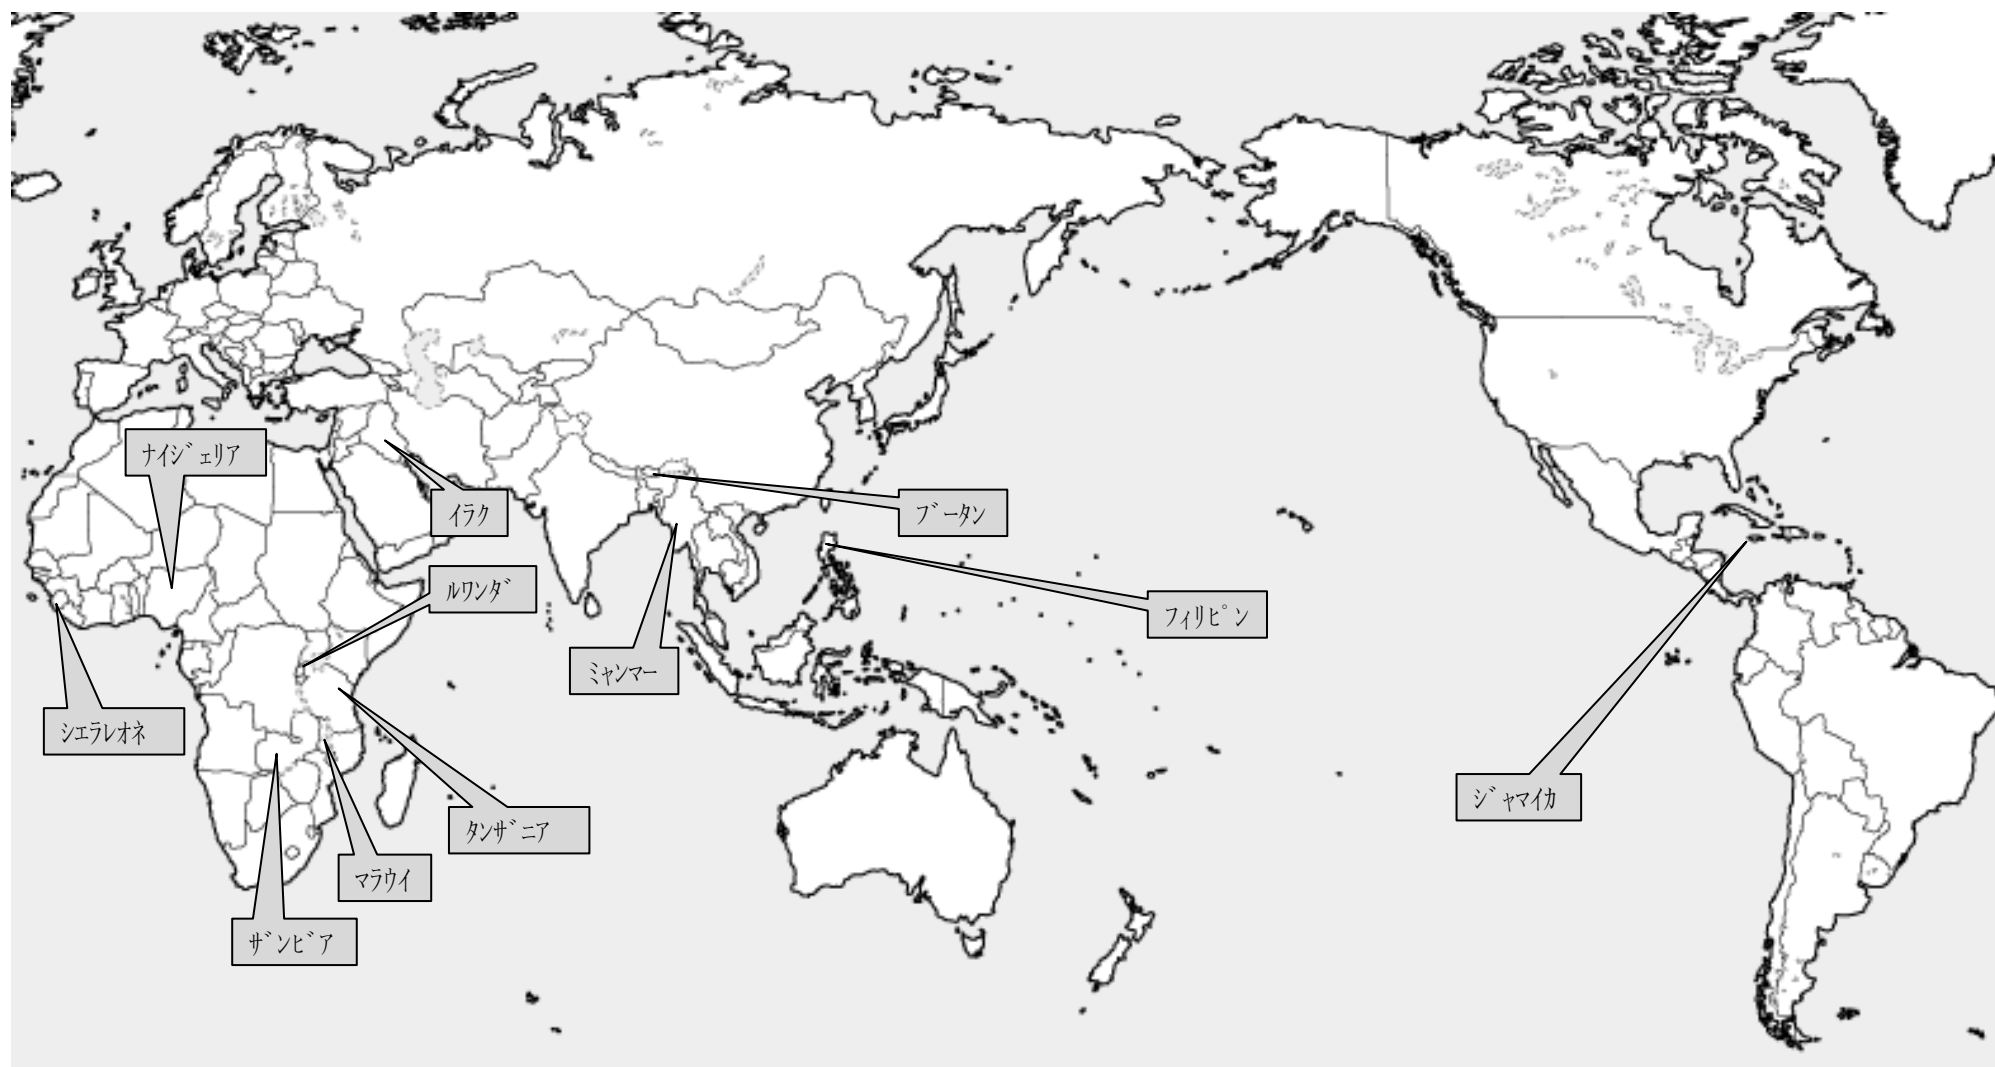 ﾅｲｼﾞｪﾘｱ
ｲﾗｸ
ﾌﾞｰﾀﾝ
ﾙﾜﾝﾀﾞ
ﾌｨﾘﾋﾟﾝ
ﾐｬﾝﾏｰ
ｼｴﾗﾚｵﾈ
ｼﾞｬﾏｲｶ
ﾀﾝｻﾞﾆｱ
ﾏﾗｳｲ
ｻﾞﾝﾋﾞｱ